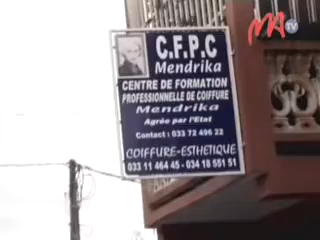 MATV
C.F.P.C
Mendrika
CENTRE DE FORMATION
PROFESSIONNELLE DE COIFFURE
Mendrika
Agrée par l'Etat
Contact : 033 72 496 22
COIFFURE-ESTHETIQUE
033 11 464 45 - 034 18 551 51